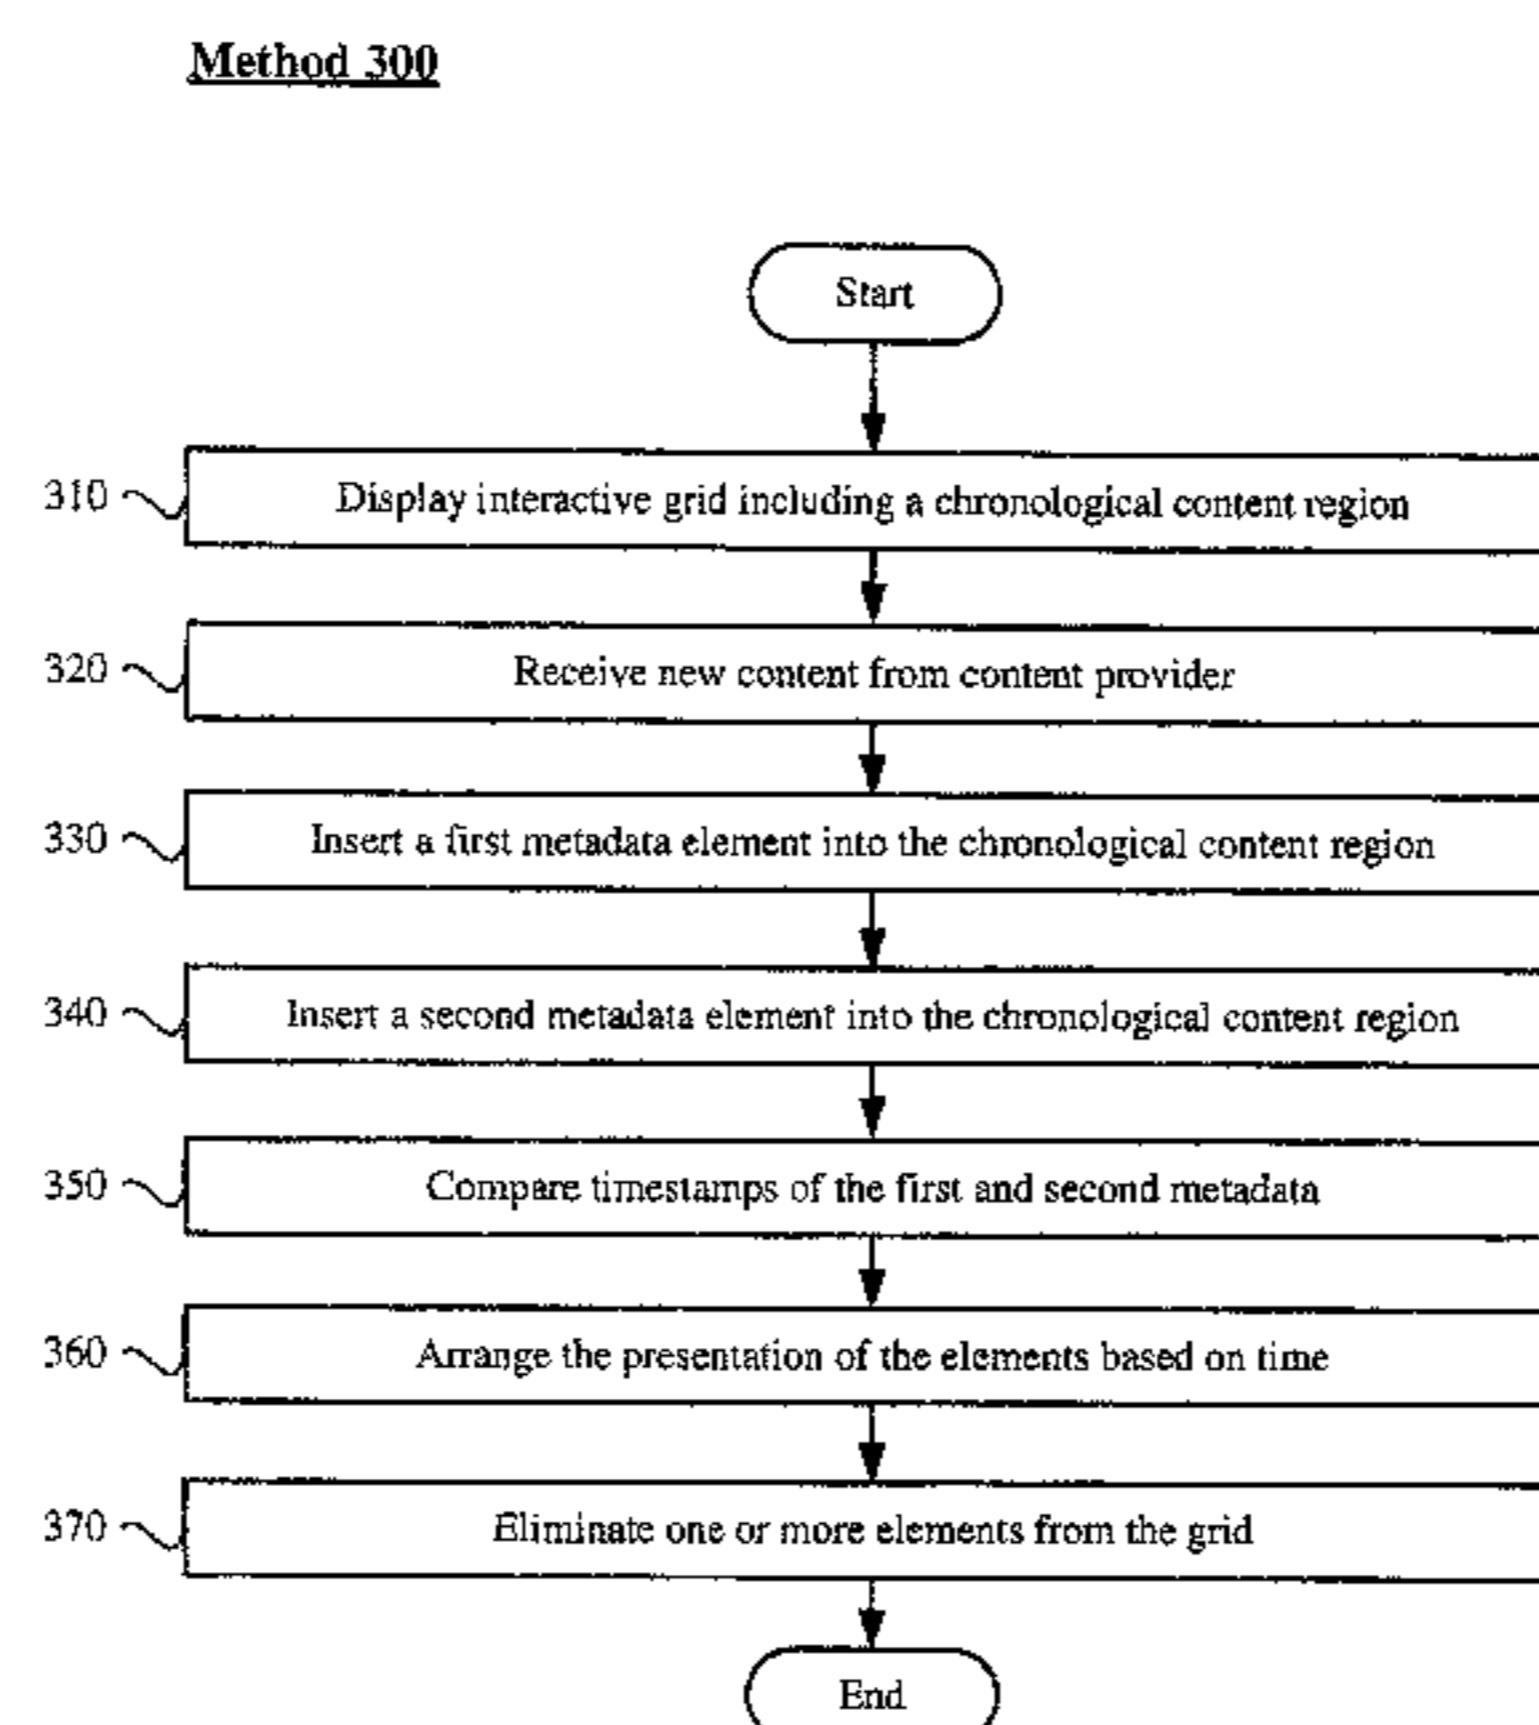 Method 300
Start
310 Display interactive grid including a chronological content region
320 Receive new content from content provider
330 Insert a first metadata element into the chronological content region
340 Insert a second metadata element into the chronological content region
350 Compare timestamps of the first and second metadata
360 Arrange the presentation of the elements based on time
370 Eliminate one or more elements from the grid
End